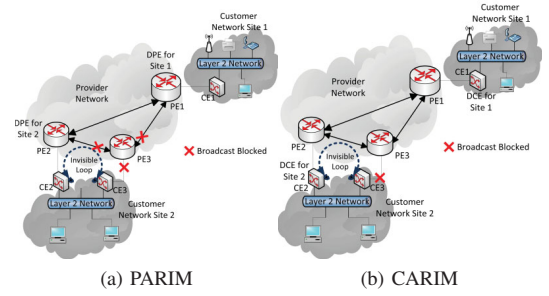 Customer
Network Site 1
DPE for
Site 1
Layer 2 Network
Provider
Network
CE1
PE1
DPE for
Site 2
PE2
PE3
Broadcast Blocked
Invisible
Loop
CE2
CE3
Layer 2 Network
Customer
Network Site 2
(a) PARIM
Customer
Network Site 1
Layer 2 Network
Provider
Network
CE1
PE1
DCE for
Site 1
PE2
PE3
Broadcast Blocked
Invisible
Loop
DCE for
Site 2
CE2
CE3
Layer 2 Network
Customer
Network Site 2
(b) CARIM